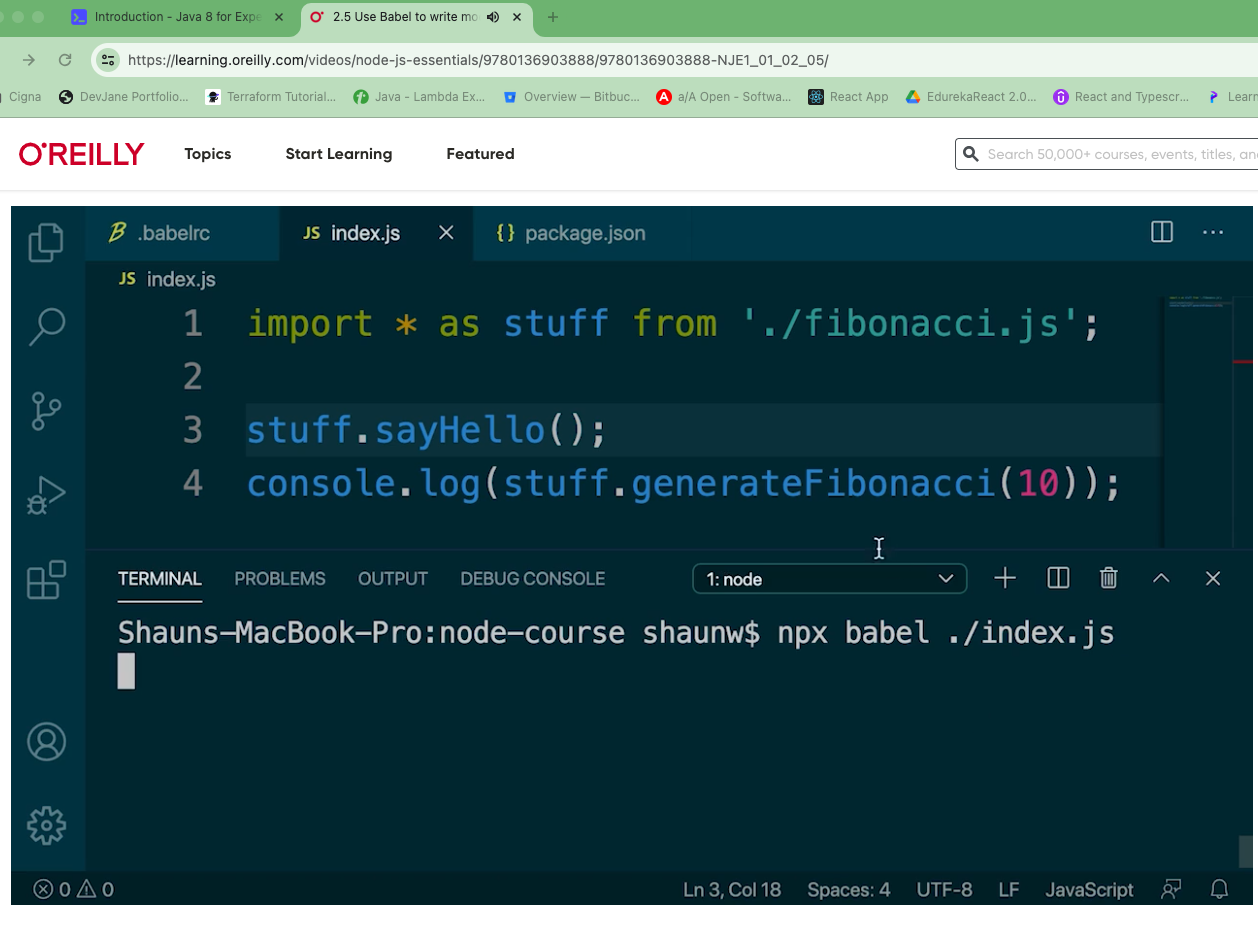 Introduction - Java 8 for Expe
2.5 Use Babel to write mo
https://learning.oreilly.com/videos/node-js-essentials/9780136903888/9780136903888-NJE1_01_02_05/
Cigna DevJane Portfolio... Terraform Tutorial... Java - Lambda Ex... Overview — Bitbuc... a/A Open - Softwa... React App EdurekaReact 2.0... React and Typescr... Learn
O'REILLY Topics Start Learning Featured Search 50,000+ courses, events, titles, an
.babelrc JS index.js {} package.json
JS index.js
1 import * as stuff from './fibonacci.js';
2
3 stuff.sayHello();
4 console.log(stuff.generateFibonacci(10));
TERMINAL PROBLEMS OUTPUT DEBUG CONSOLE 1: node
Shauns-MacBook-Pro:node-course shaunw$ npx babel ./index.js
0 0 Ln 3, Col 18 Spaces: 4 UTF-8 LF JavaScript